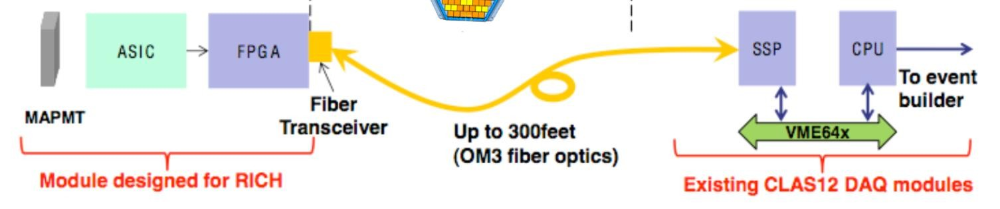 ASIC
FPGA
SSP
CPU
MAPMT
Fiber
Transceiver
Up to 300feet
(OM3 fiber optics)
To event
builder
VME64x
Module designed for RICH
Existing CLAS12 DAQ modules